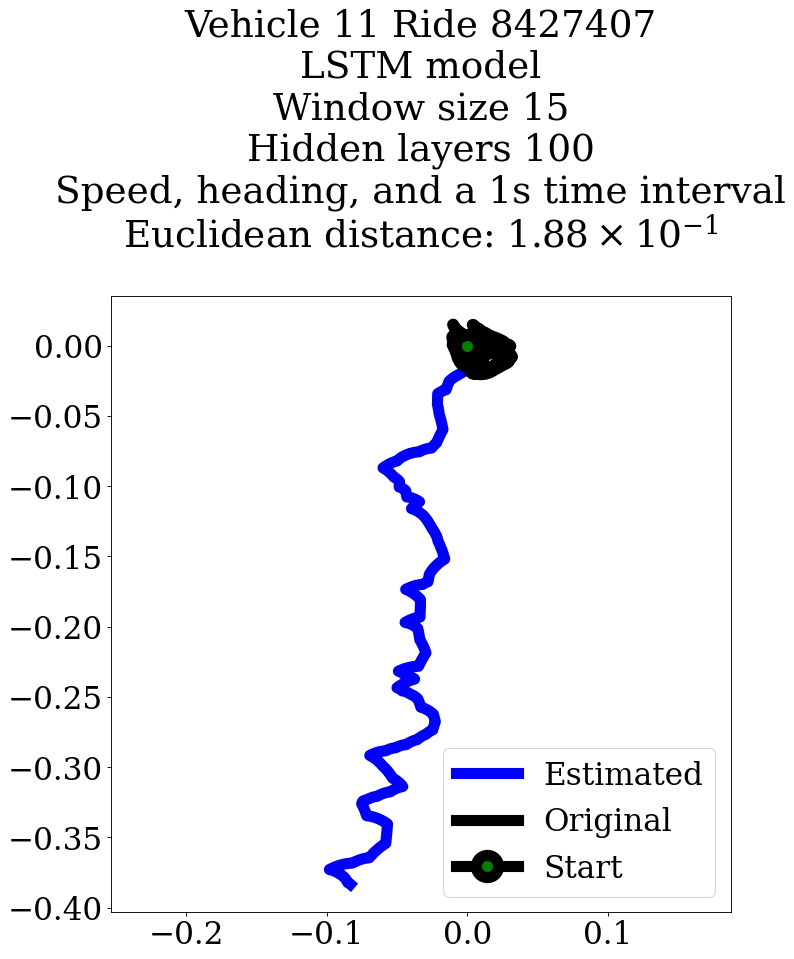 Vehicle 11 Ride 8427407
LSTM model
Window size 15
Hidden layers 100
Speed, heading, and a 1s time interval
Euclidean distance: 1.88 × 10⁻¹
0.00
−0.05
−0.10
−0.15
−0.20
−0.25
−0.30
−0.35
−0.40
Estimated
Original
Start
−0.2 −0.1 0.0 0.1